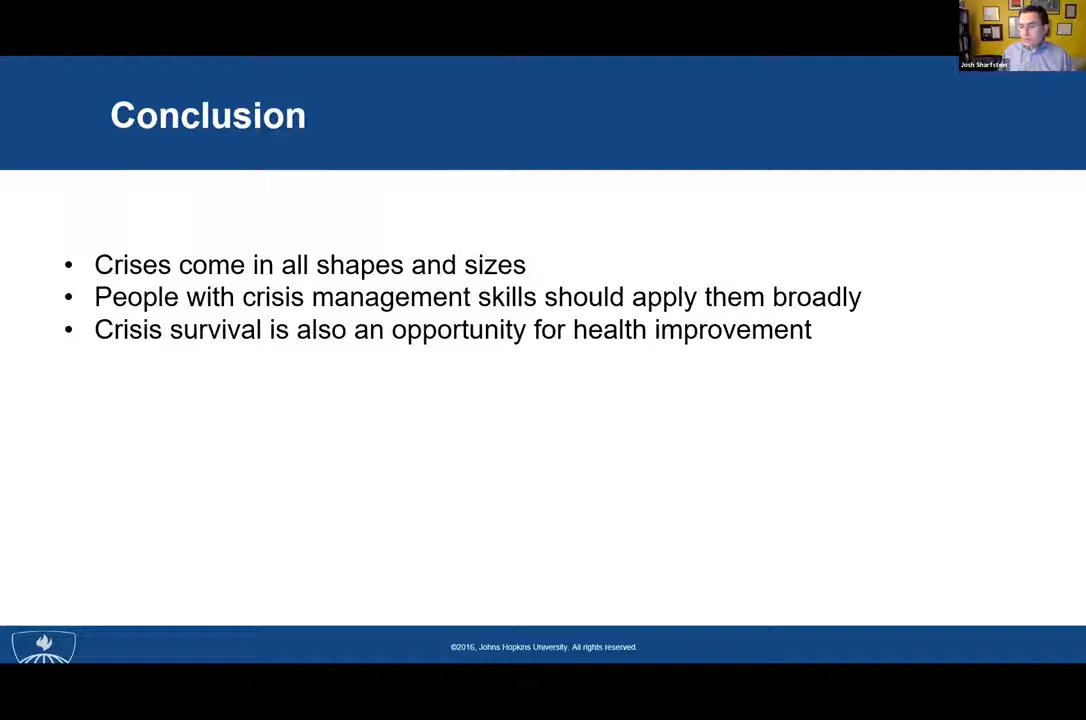 Josh Sharfstein
Conclusion
• Crises come in all shapes and sizes
• People with crisis management skills should apply them broadly
• Crisis survival is also an opportunity for health improvement
©2016, Johns Hopkins University. All rights reserved.